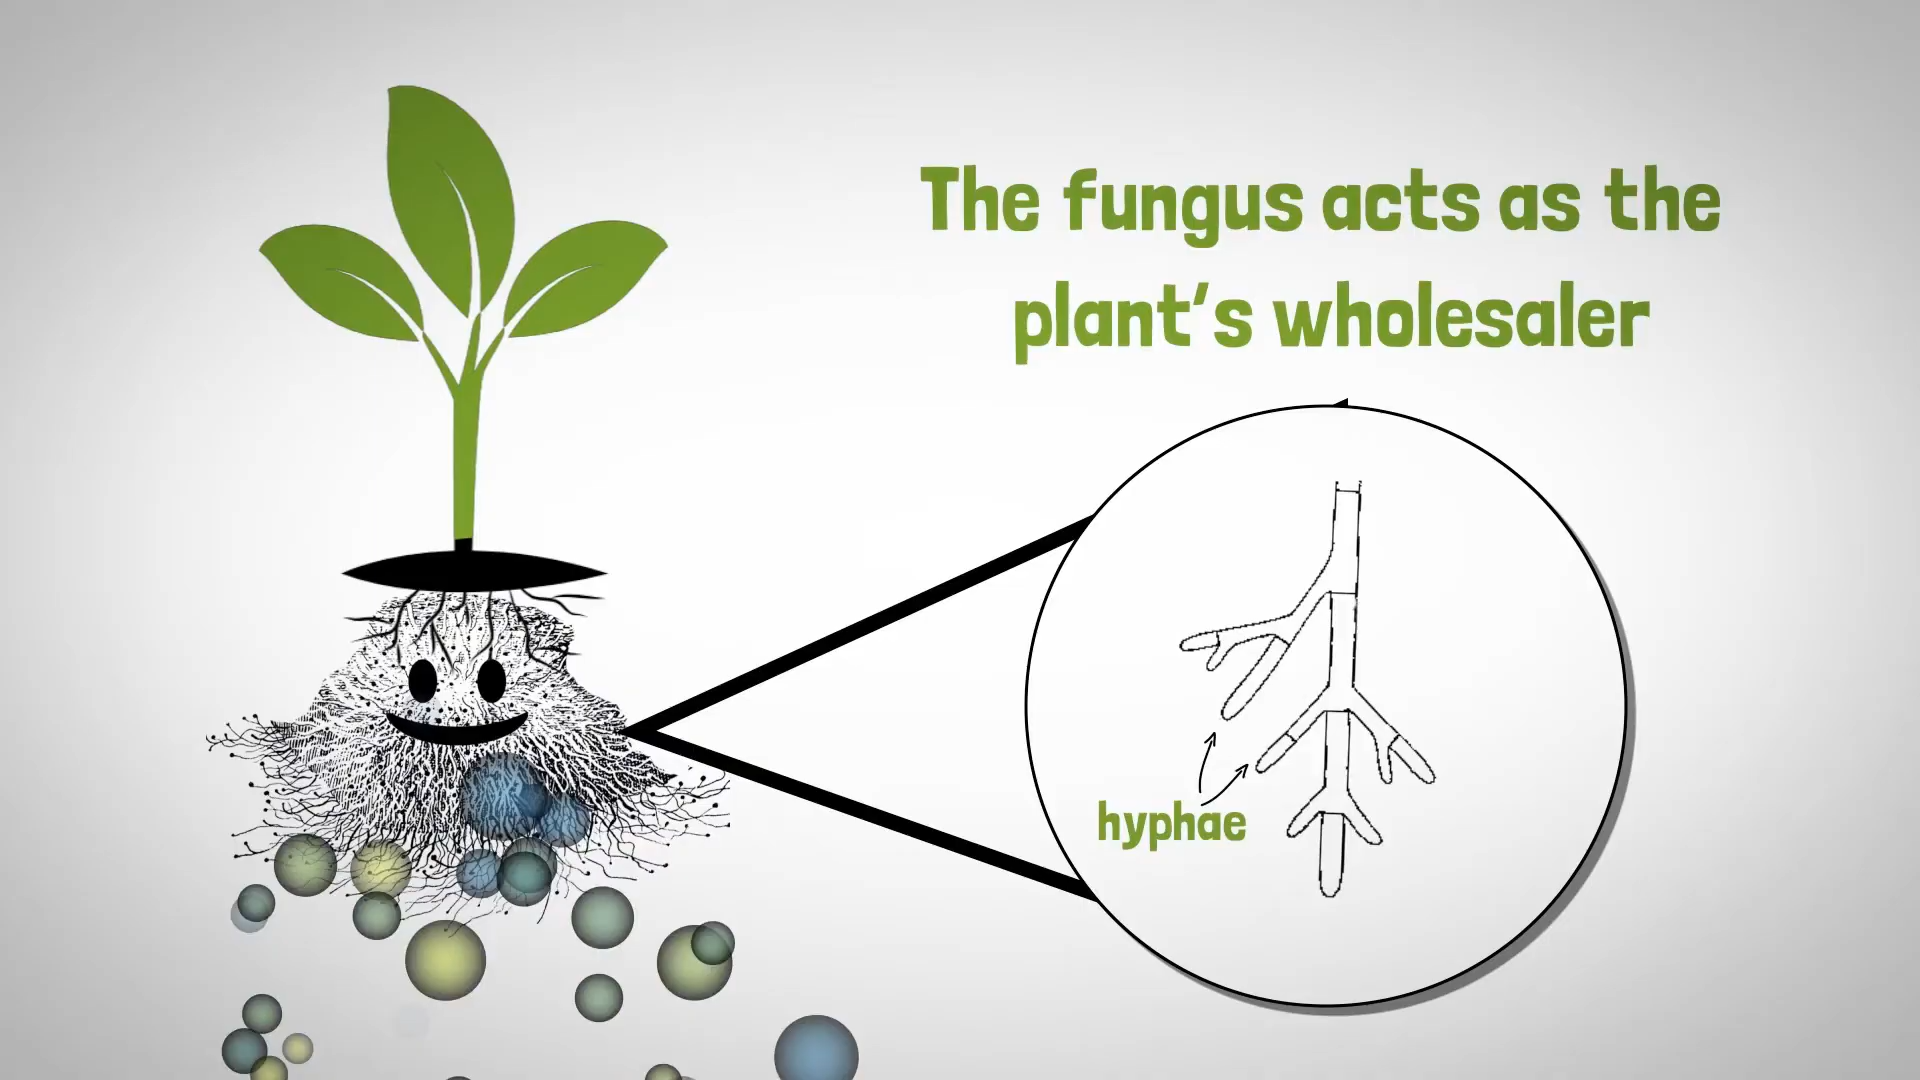 The fungus acts as the
plant's wholesaler
hyphae